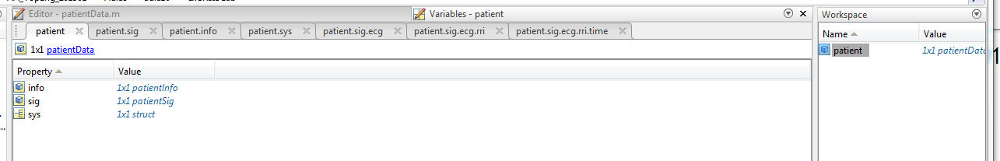 Editor - patientData.m
Variables - patient
Workspace
patient
patient.sig
patient.info
patient.sys
patient.sig.ecg
patient.sig.ecg.rri
patient.sig.ecg.rri.time
Name
Value
1x1 patientData
patient
1x1 patientData
Property
Value
info
1x1 patientInfo
sig
1x1 patientSig
sys
1x1 struct